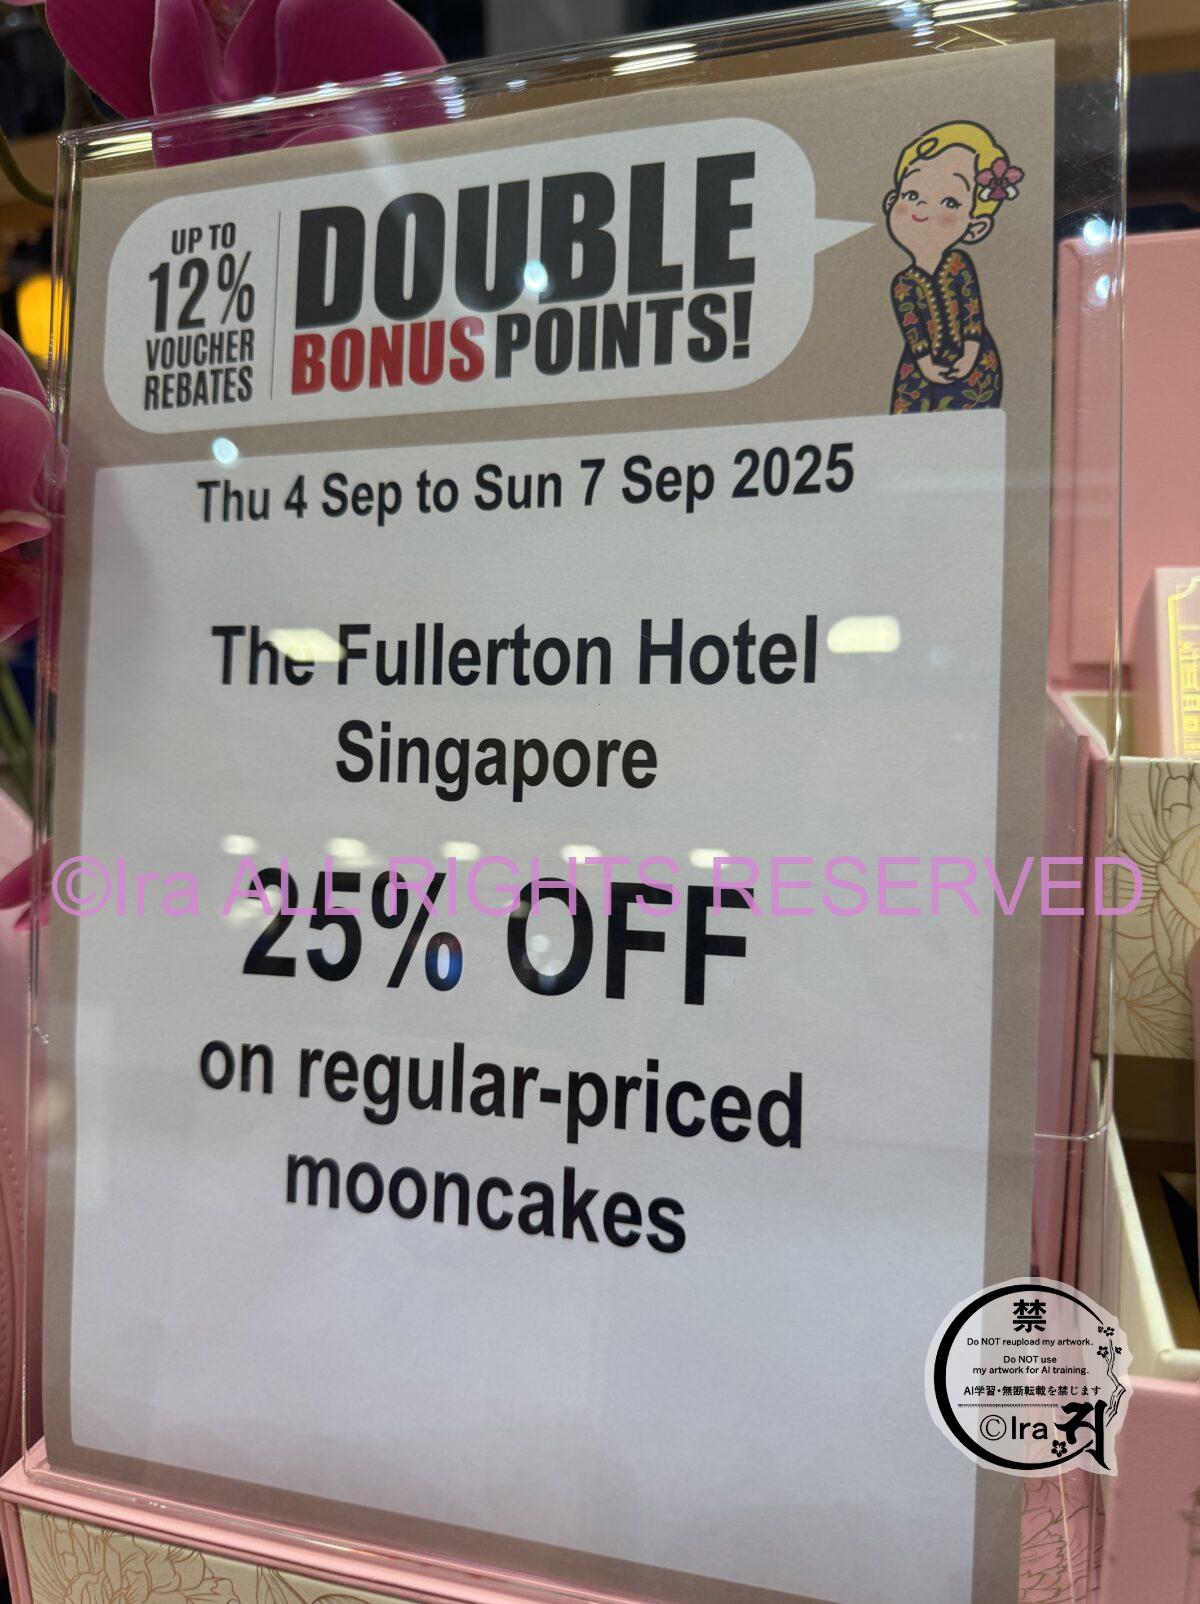 UP TO
12%
VOUCHER
REBATES
DOUBLE
BONUS POINTS!
Thu 4 Sep to Sun 7 Sep 2025
The Fullerton Hotel
Singapore
25% OFF
on regular-priced
mooncakes
©Ira ALL RIGHTS RESERVED
禁
Do NOT reupload my artwork.
Do NOT use
my artwork for AI training.
AI学習・無断転載を禁じます
©Ira